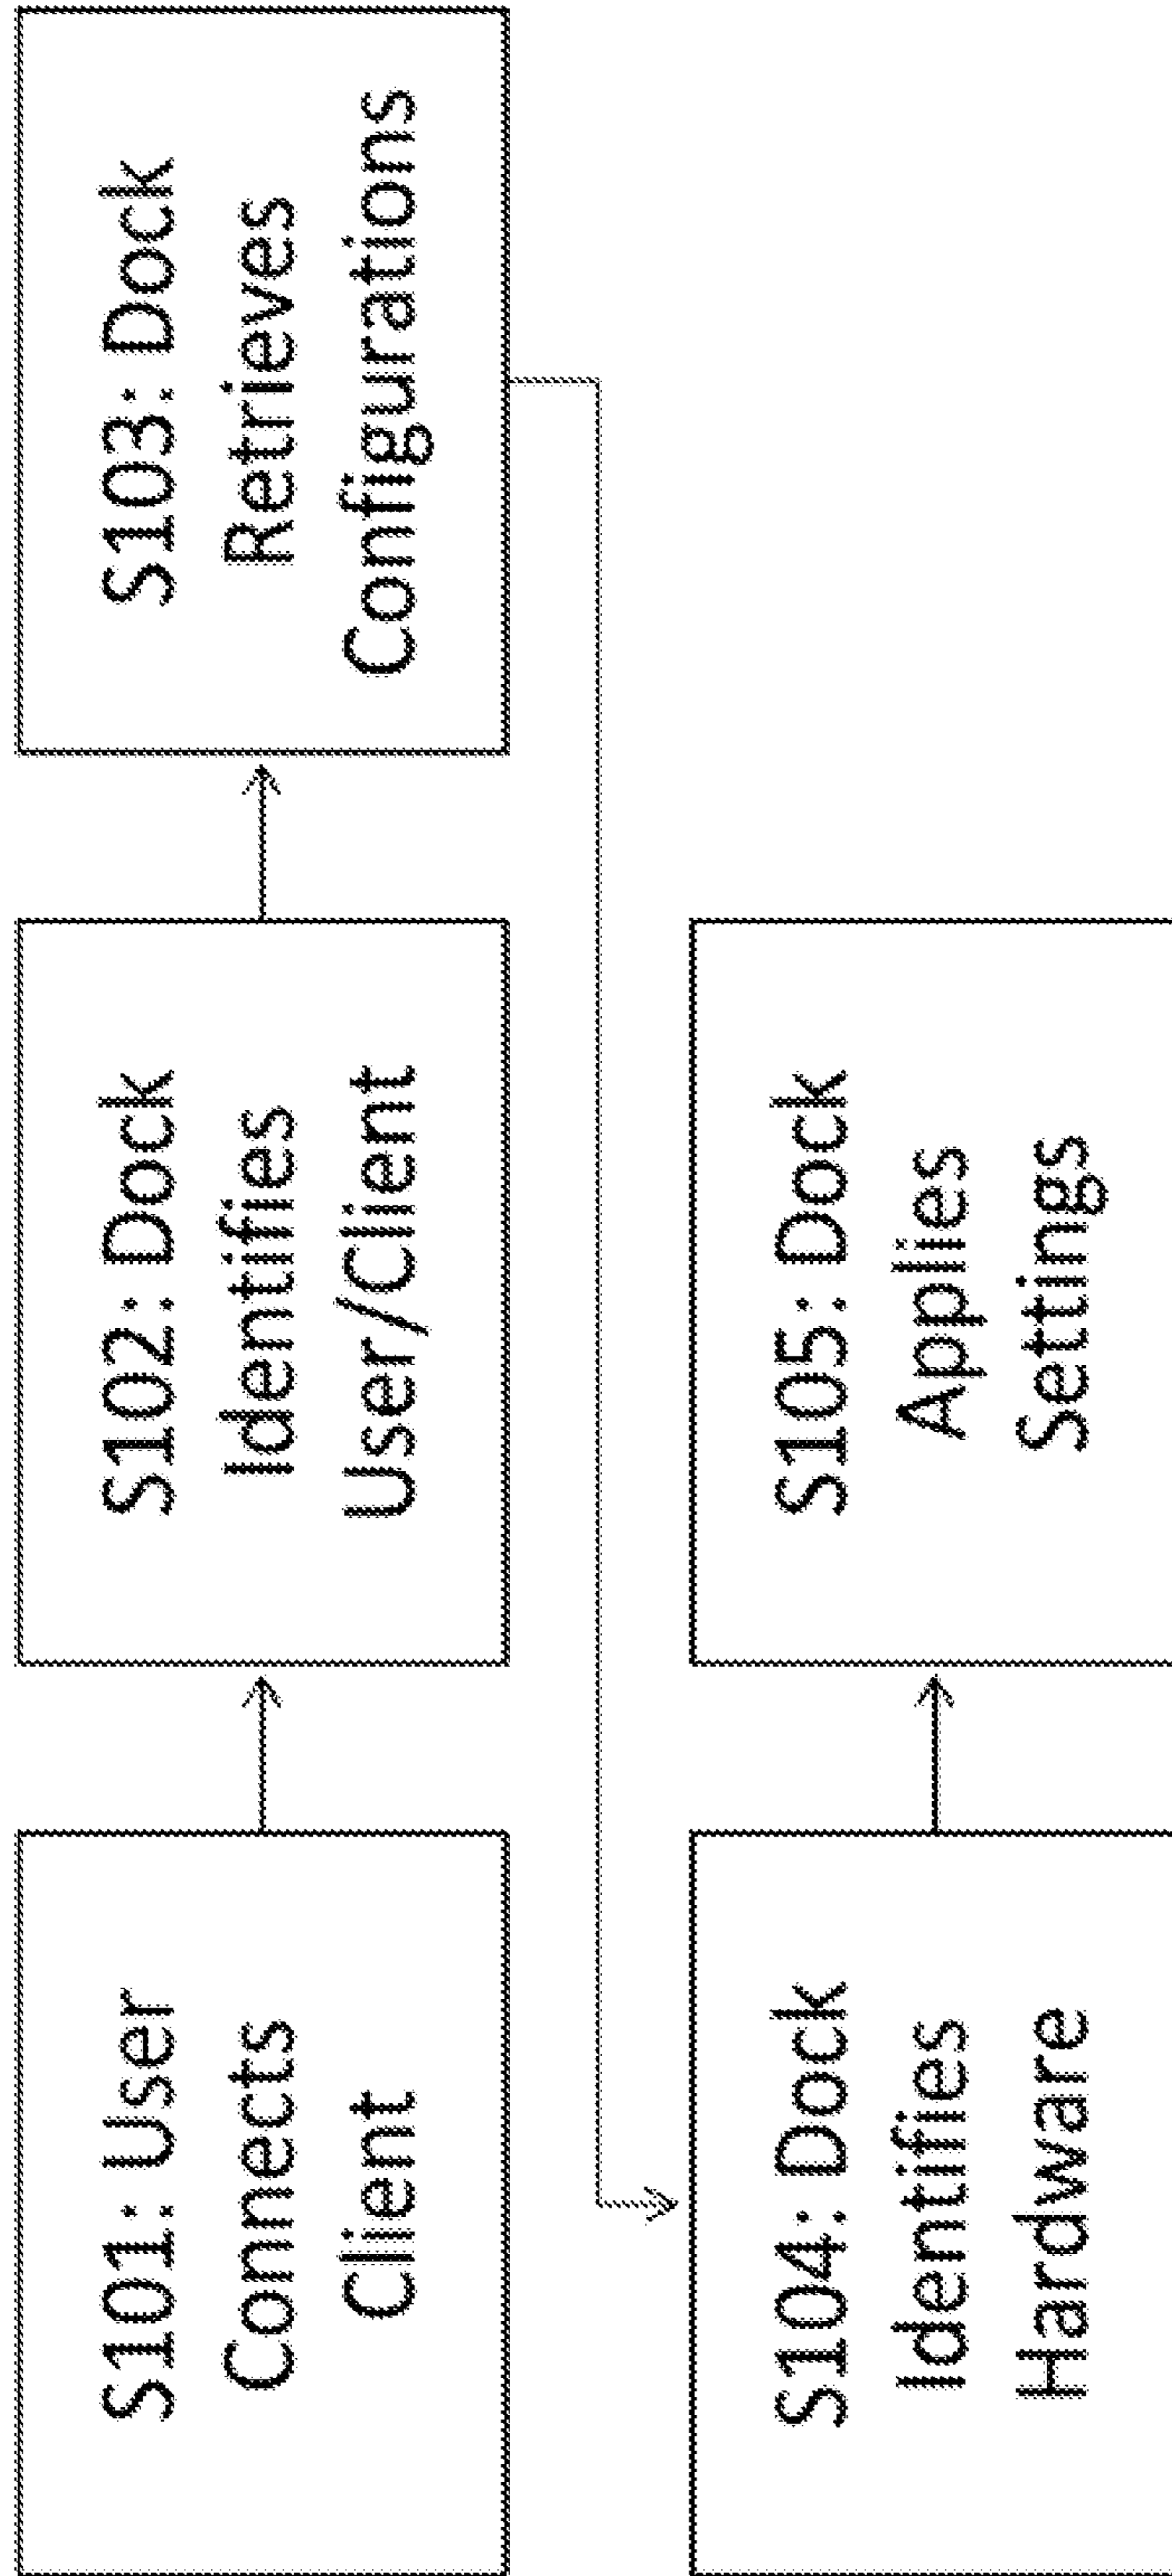 S101: User
Connects
Client
S102: Dock
Identifies
User/Client
S103: Dock
Retrieves
Configurations
S104: Dock
Identifies
Hardware
S105: Dock
Applies
Settings